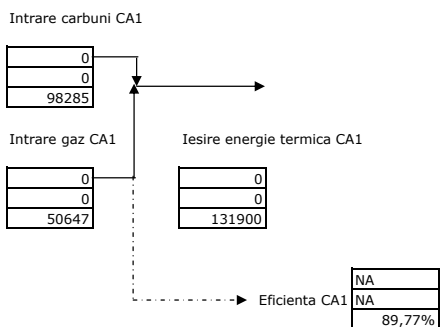 Intrare carbuni CA1
0
0
98285
Intrare gaz CA1
Iesire energie termica CA1
0
0
0
0
50647
131900
NA
Eficienta CA1
NA
89,77%